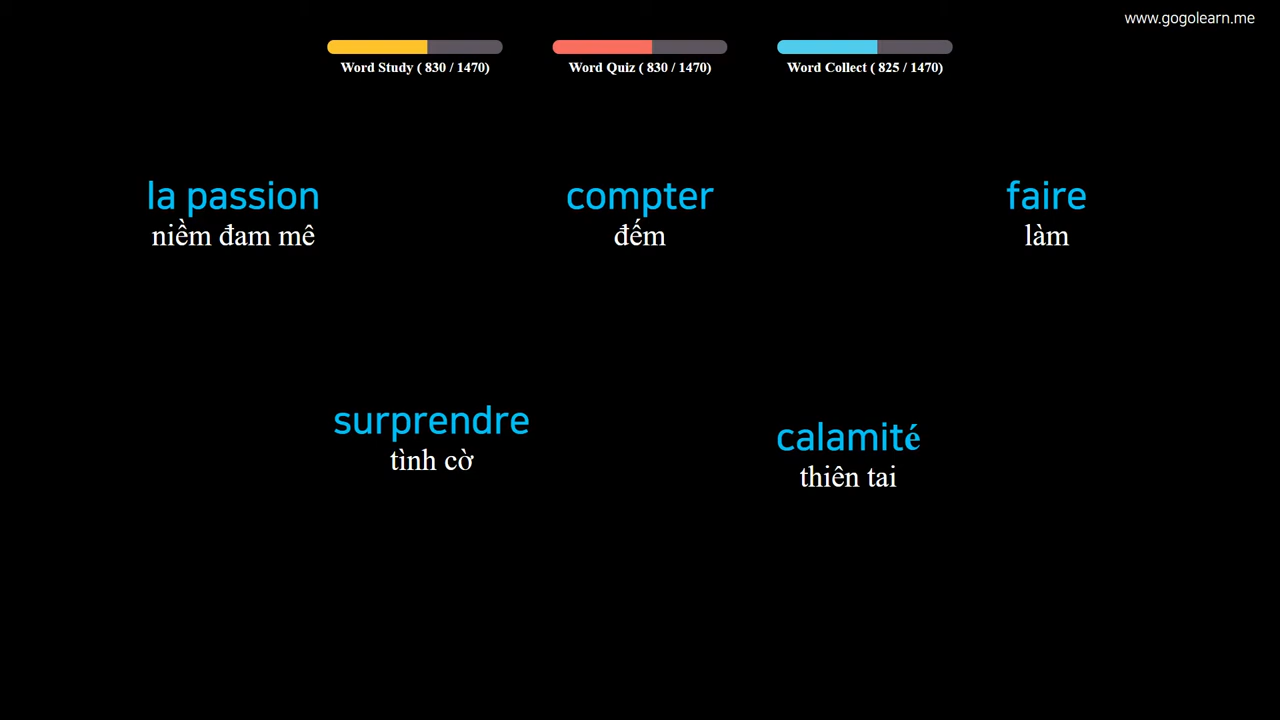 www.gogolearn.me
Word Study ( 830 / 1470)
Word Quiz ( 830 / 1470)
Word Collect ( 825 / 1470)
la passion
niềm đam mê
compter
đếm
faire
làm
surprendre
tình cờ
calamité
thiên tai